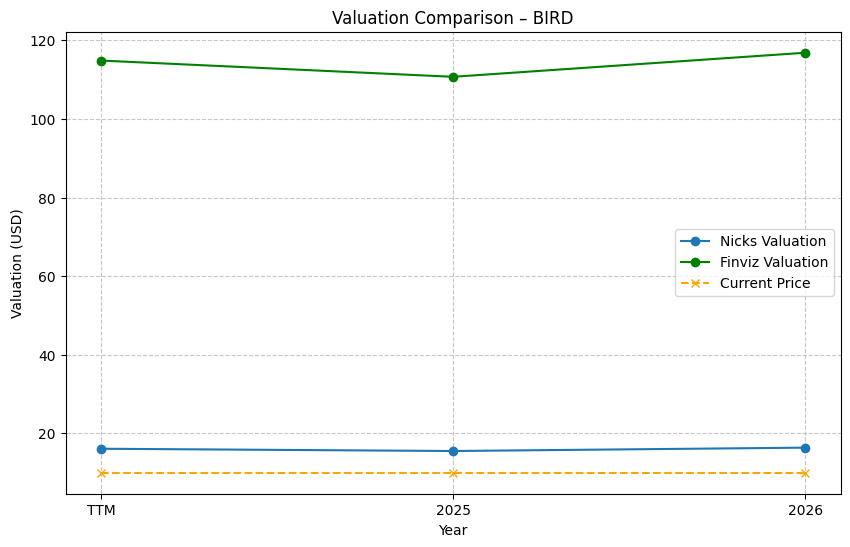 Valuation Comparison – BIRD
120
100
80
60
40
20
Valuation (USD)
Nicks Valuation
Finviz Valuation
Current Price
TTM
2025
2026
Year